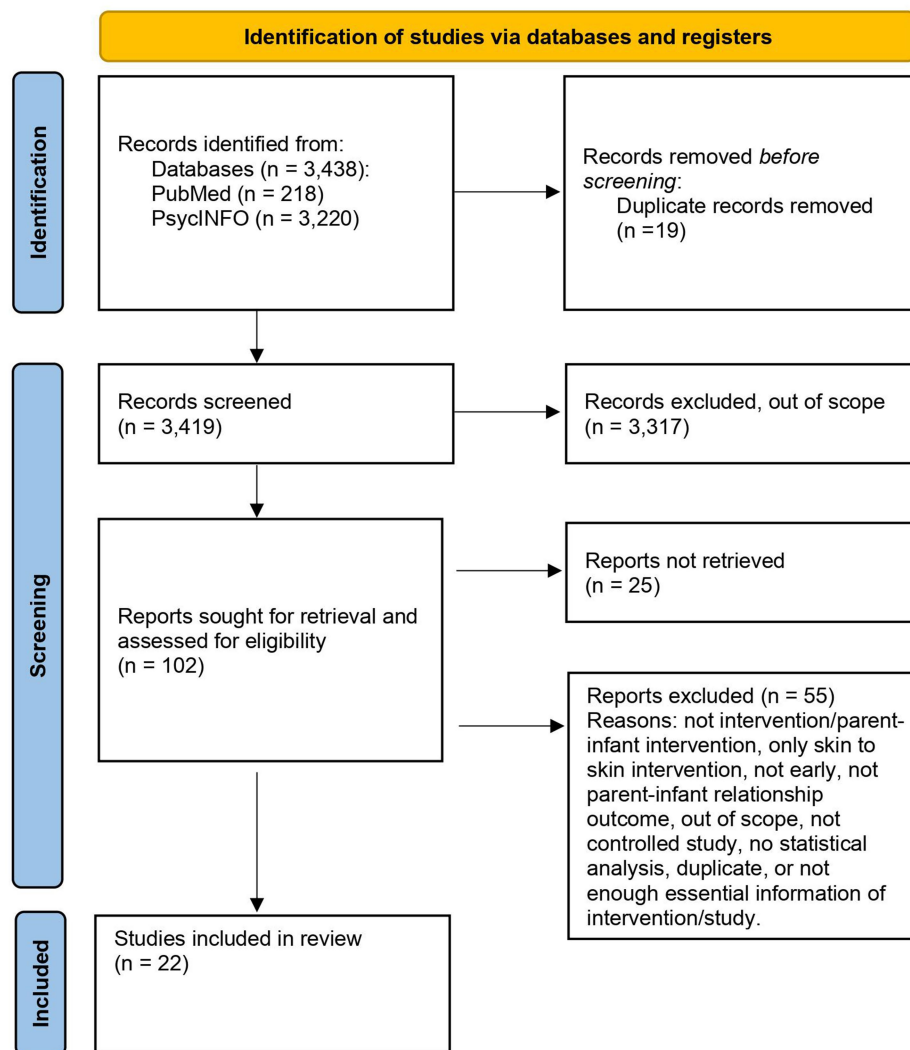 Identification of studies via databases and registers
Identification
Records identified from:
Databases (n = 3,438):
PubMed (n = 218)
PsycINFO (n = 3,220)
Records removed before
screening:
Duplicate records removed
(n =19)
Screening
Records screened
(n = 3,419)
Records excluded, out of scope
(n = 3,317)
Reports sought for retrieval and
assessed for eligibility
(n = 102)
Reports not retrieved
(n = 25)
Reports excluded (n = 55)
Reasons: not intervention/parent-
infant intervention, only skin to
skin intervention, not early, not
parent-infant relationship
outcome, out of scope, not
controlled study, no statistical
analysis, duplicate, or not
enough essential information of
intervention/study.
Included
Studies included in review
(n = 22)